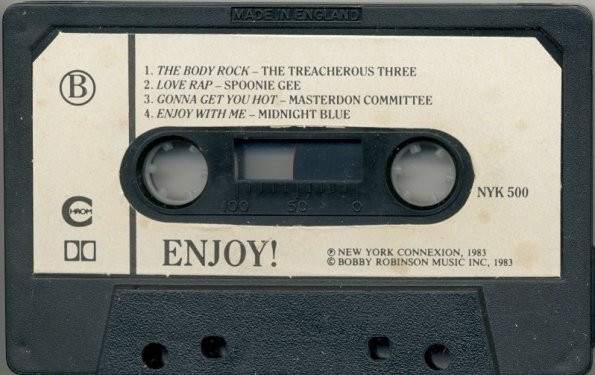 MADE IN ENGLAND
B
1. THE BODY ROCK – THE TREACHEROUS THREE
2. LOVE RAP – SPOONIE GEE
3. GONNA GET YOU HOT – MASTERDON COMMITTEE
4. ENJOY WITH ME – MIDNIGHT BLUE
NYK 500
100 50 0
CHROM
ENJOY!
℗ NEW YORK CONNEXION, 1983
© BOBBY ROBINSON MUSIC INC, 1983